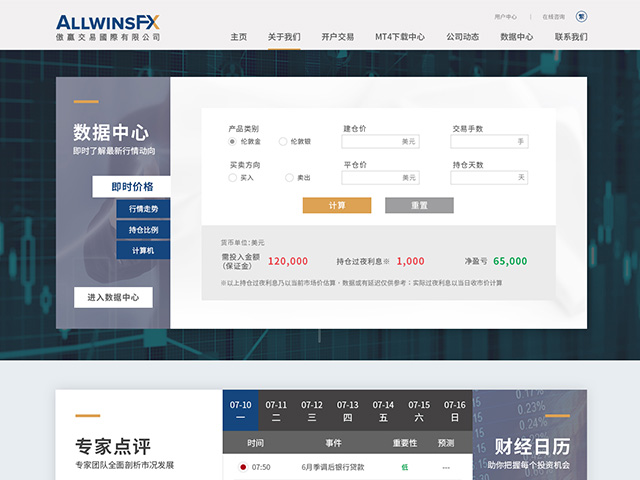 用户中心 | 在线咨询 繁
ALLWINSFX
傲贏交易國際有限公司
主页 关于我们 开户交易 MT4下载中心 公司动态 数据中心 联系我们
数据中心
即时了解最新行情动向
即时价格
行情走势
持仓比例
计算机
进入数据中心
产品类别 建仓价 交易手数
伦敦金 伦敦银 美元 手
买卖方向 平仓价 持仓天数
买入 卖出 美元 天
计算 重置
货币单位:美元
需投入金额
(保证金) 120,000 持仓过夜利息※ 1,000 净盈亏 65,000
※以上持仓过夜利息乃以当前市场价估算，数据或有延迟仅供参考；实际过夜利息以当日收市价计算
专家点评
专家团队全面剖析市况发展
07-10 07-11 07-12 07-13 07-14 07-15 07-16
一 二 三 四 五 六 日
时间 事件 重要性 预测
07:50 6月季调后银行贷款 低 ---
0.17%
0.23%
0.24%
财经日历
助你把握每个投资机会